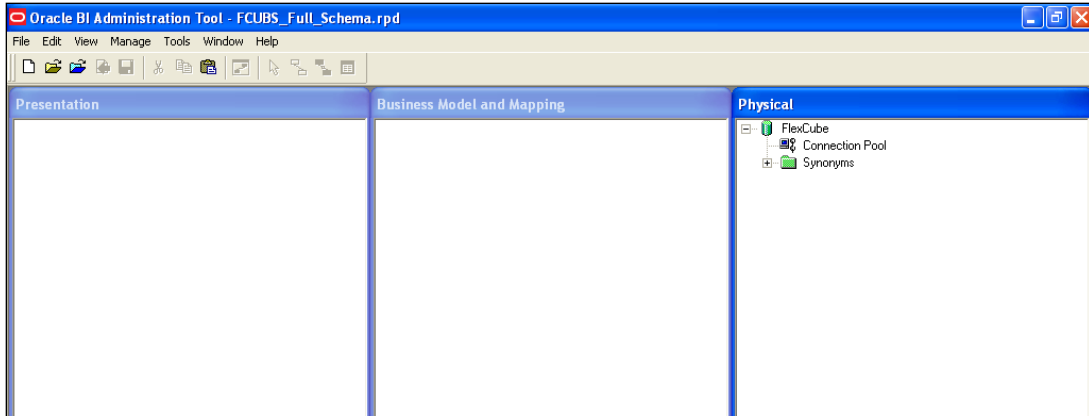 Oracle BI Administration Tool - FCUBS_Full_Schema.rpd
File Edit View Manage Tools Window Help
Presentation
Business Model and Mapping
Physical
FlexCube
Connection Pool
Synonyms